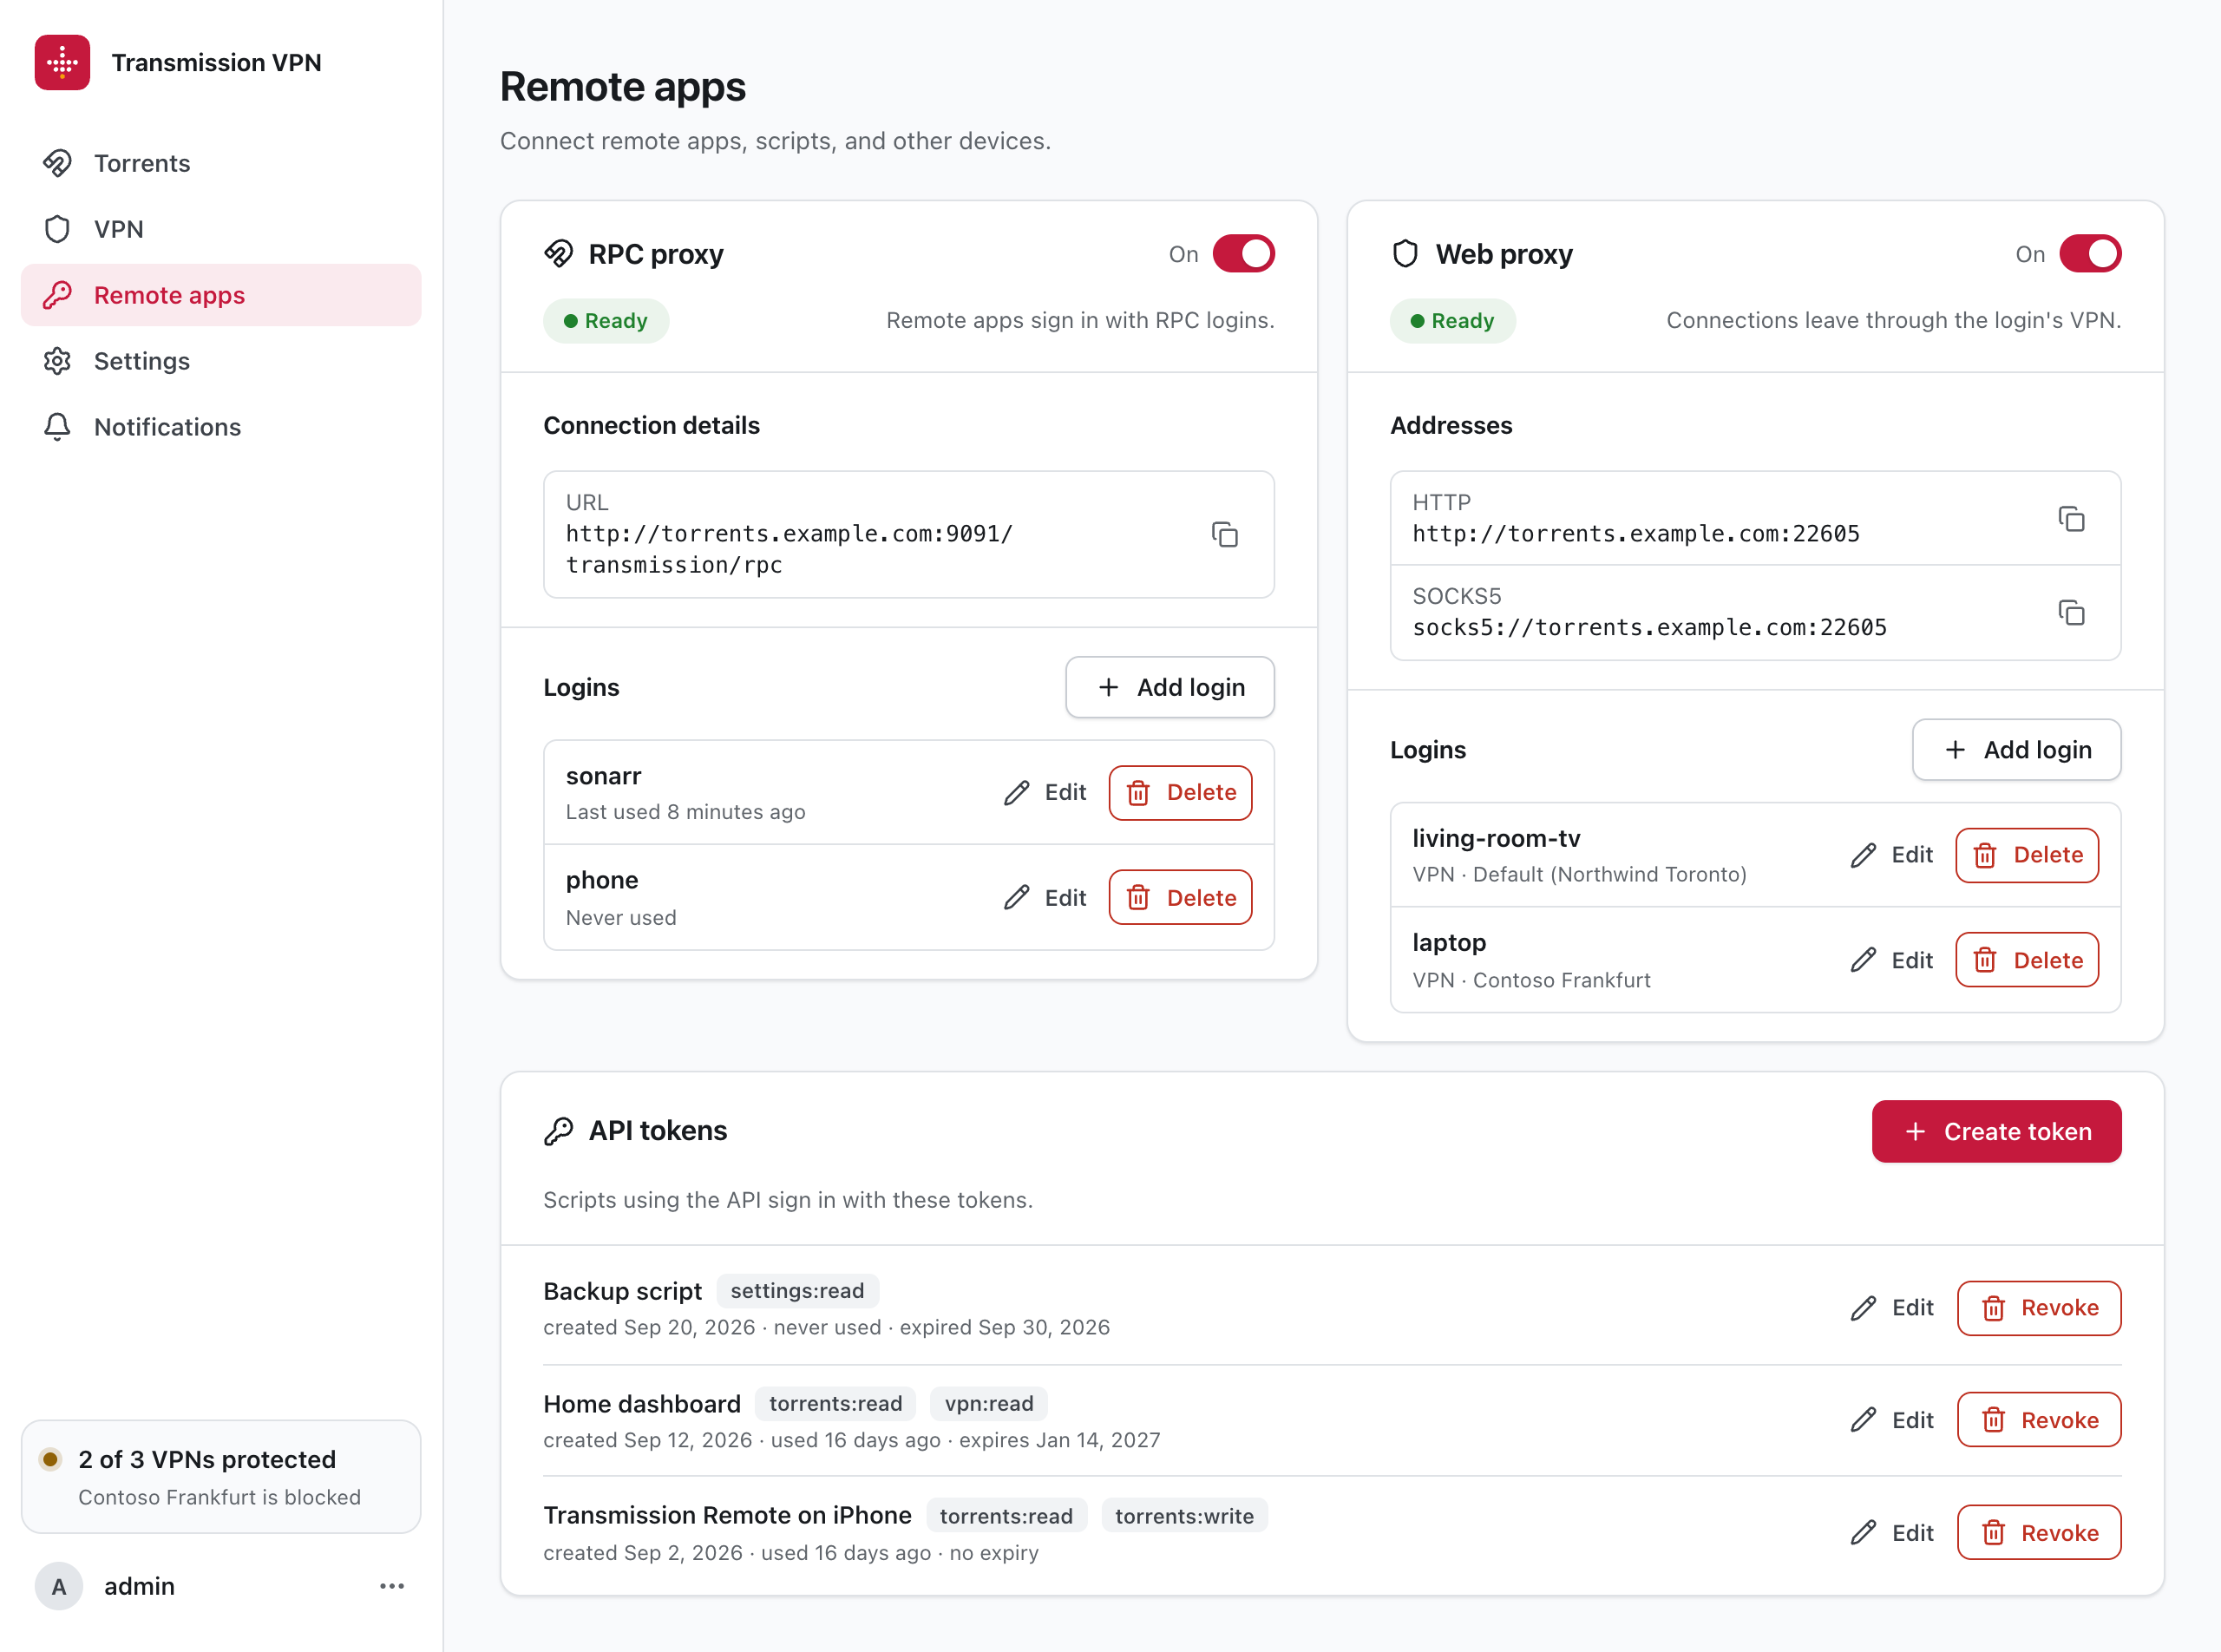 Transmission VPN
Torrents
VPN
Remote apps
Settings
Notifications
2 of 3 VPNs protected
Contoso Frankfurt is blocked
A
admin
Remote apps
Connect remote apps, scripts, and other devices.
RPC proxy
On
Ready
Remote apps sign in with RPC logins.
Connection details
URL
http://torrents.example.com:9091/
transmission/rpc
Logins
Add login
sonarr
Last used 8 minutes ago
Edit
Delete
phone
Never used
Edit
Delete
Web proxy
On
Ready
Connections leave through the login's VPN.
Addresses
HTTP
http://torrents.example.com:22605
SOCKS5
socks5://torrents.example.com:22605
Logins
Add login
living-room-tv
VPN · Default (Northwind Toronto)
Edit
Delete
laptop
VPN · Contoso Frankfurt
Edit
Delete
API tokens
Create token
Scripts using the API sign in with these tokens.
Backup script settings:read
created Sep 20, 2026 · never used · expired Sep 30, 2026
Edit
Revoke
Home dashboard torrents:read vpn:read
created Sep 12, 2026 · used 16 days ago · expires Jan 14, 2027
Edit
Revoke
Transmission Remote on iPhone torrents:read torrents:write
created Sep 2, 2026 · used 16 days ago · no expiry
Edit
Revoke